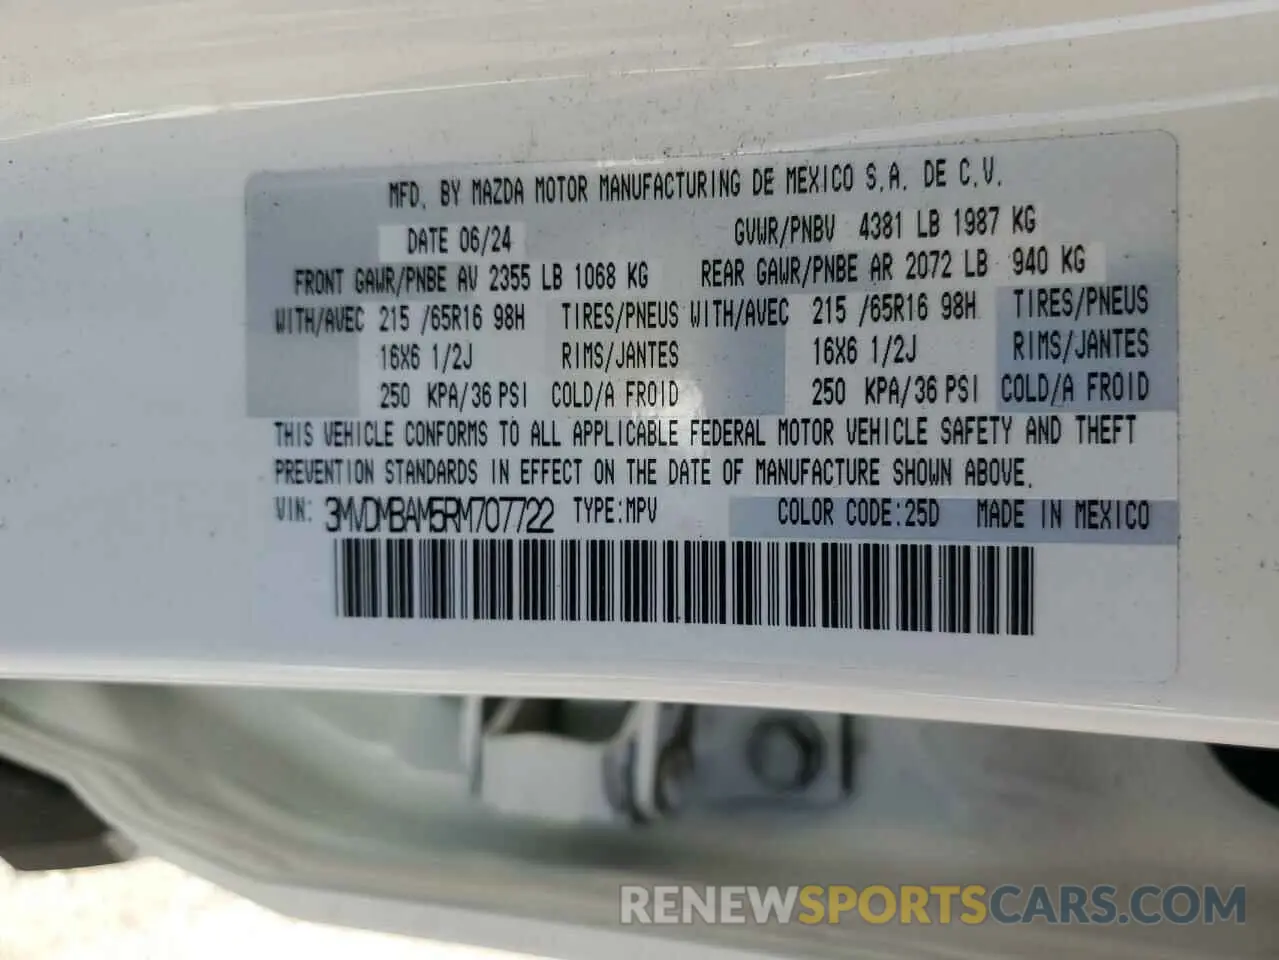 MFD. BY MAZDA MOTOR MANUFACTURING DE MEXICO S.A. DE C.V.
DATE 06/24 GVWR/PNBV 4381 LB 1987 KG
FRONT GAWR/PNBE AV 2355 LB 1068 KG REAR GAWR/PNBE AR 2072 LB 940 KG
WITH/AVEC 215 /65R16 98H TIRES/PNEUS WITH/AVEC 215 /65R16 98H TIRES/PNEUS
16X6 1/2J RIMS/JANTES 16X6 1/2J RIMS/JANTES
250 KPA/36 PSI COLD/A FROID 250 KPA/36 PSI COLD/A FROID
THIS VEHICLE CONFORMS TO ALL APPLICABLE FEDERAL MOTOR VEHICLE SAFETY AND THEFT
PREVENTION STANDARDS IN EFFECT ON THE DATE OF MANUFACTURE SHOWN ABOVE.
VIN: 3MVDMBAM5RM707722 TYPE:MPV COLOR CODE:25D MADE IN MEXICO
RENEWSPORTSCARS.COM